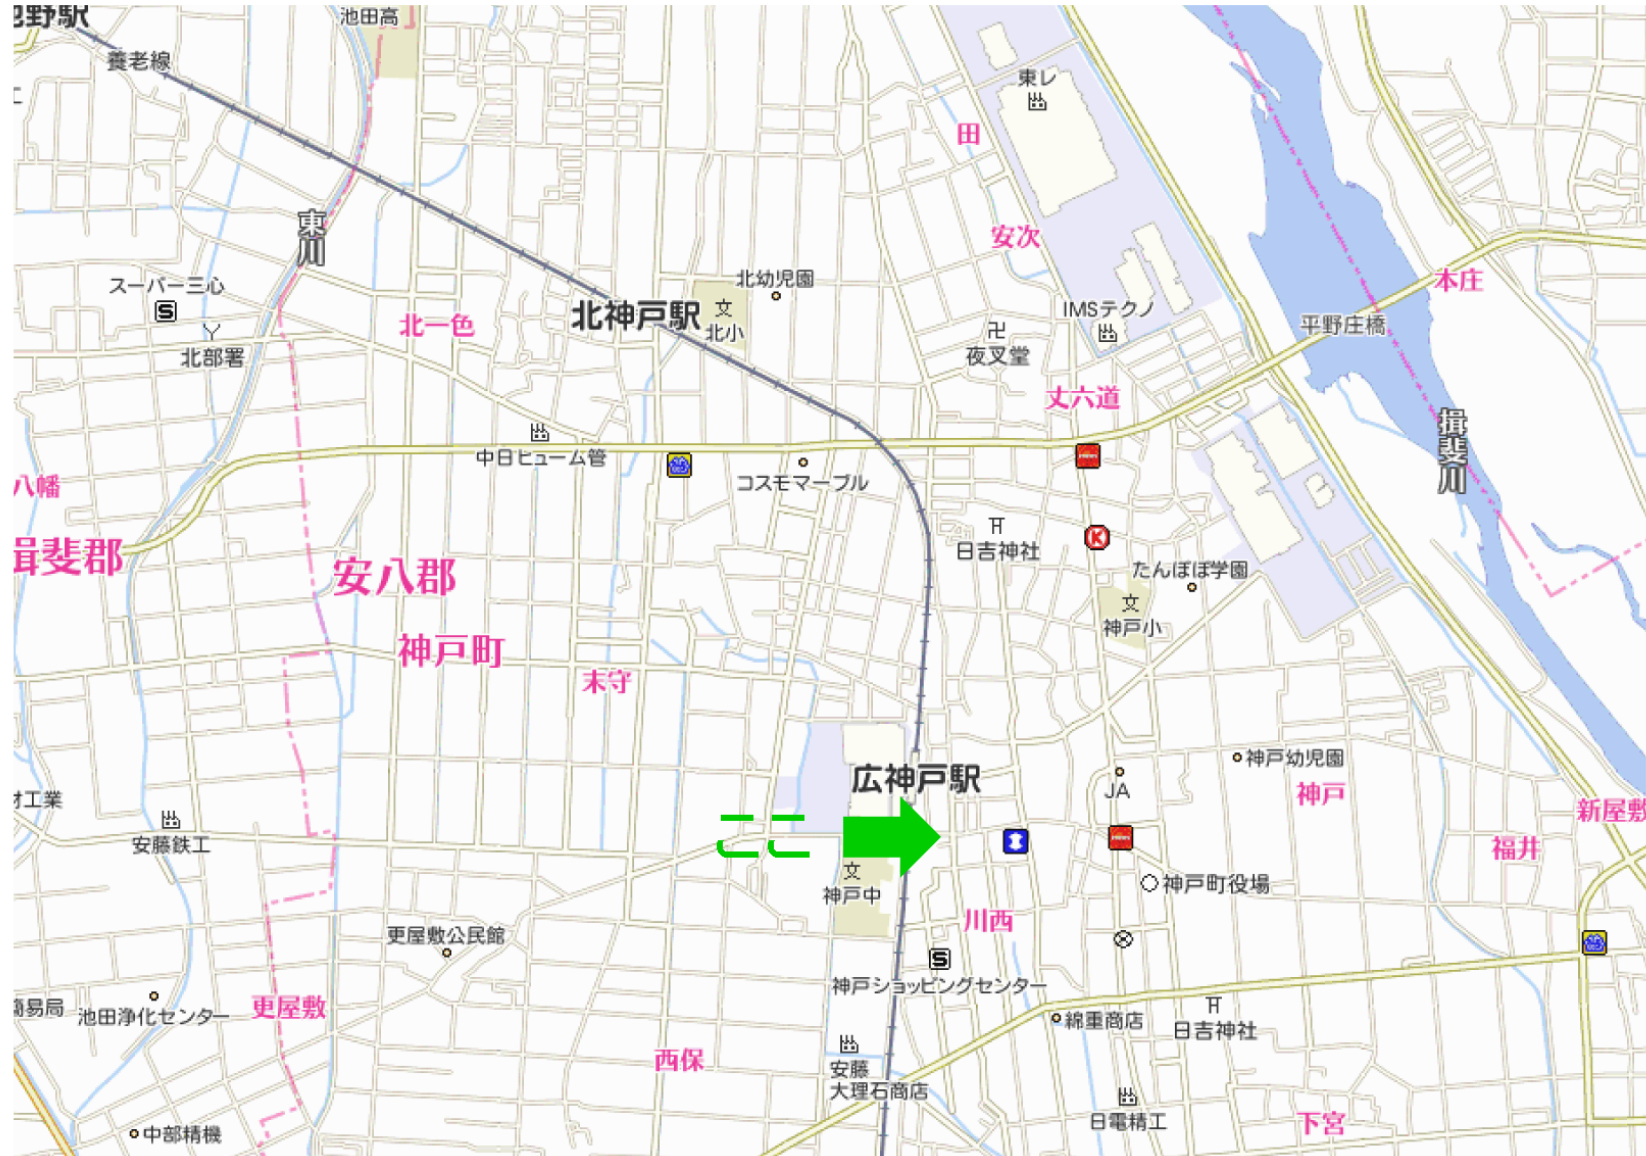 池野駅
池田高
養老線
東レ
田
東川
安次
スーパー三心
北幼児園
本庄
北一色
北神戸駅
北小
IMSテクノ
平野庄橋
北部署
夜叉堂
丈六道
揖斐川
中日ヒューム管
コスモマーブル
八幡
日吉神社
揖斐郡
安八郡
たんぽぽ学園
神戸小
神戸町
末守
広神戸駅
神戸幼児園
JA
神戸
材工業
新屋敷
安藤鉄工
福井
神戸中
神戸町役場
川西
更屋敷公民館
神戸ショッピングセンター
簡易局
池田浄化センター
更屋敷
綿重商店
日吉神社
西保
安藤
大理石商店
日電精工
下宮
中部精機